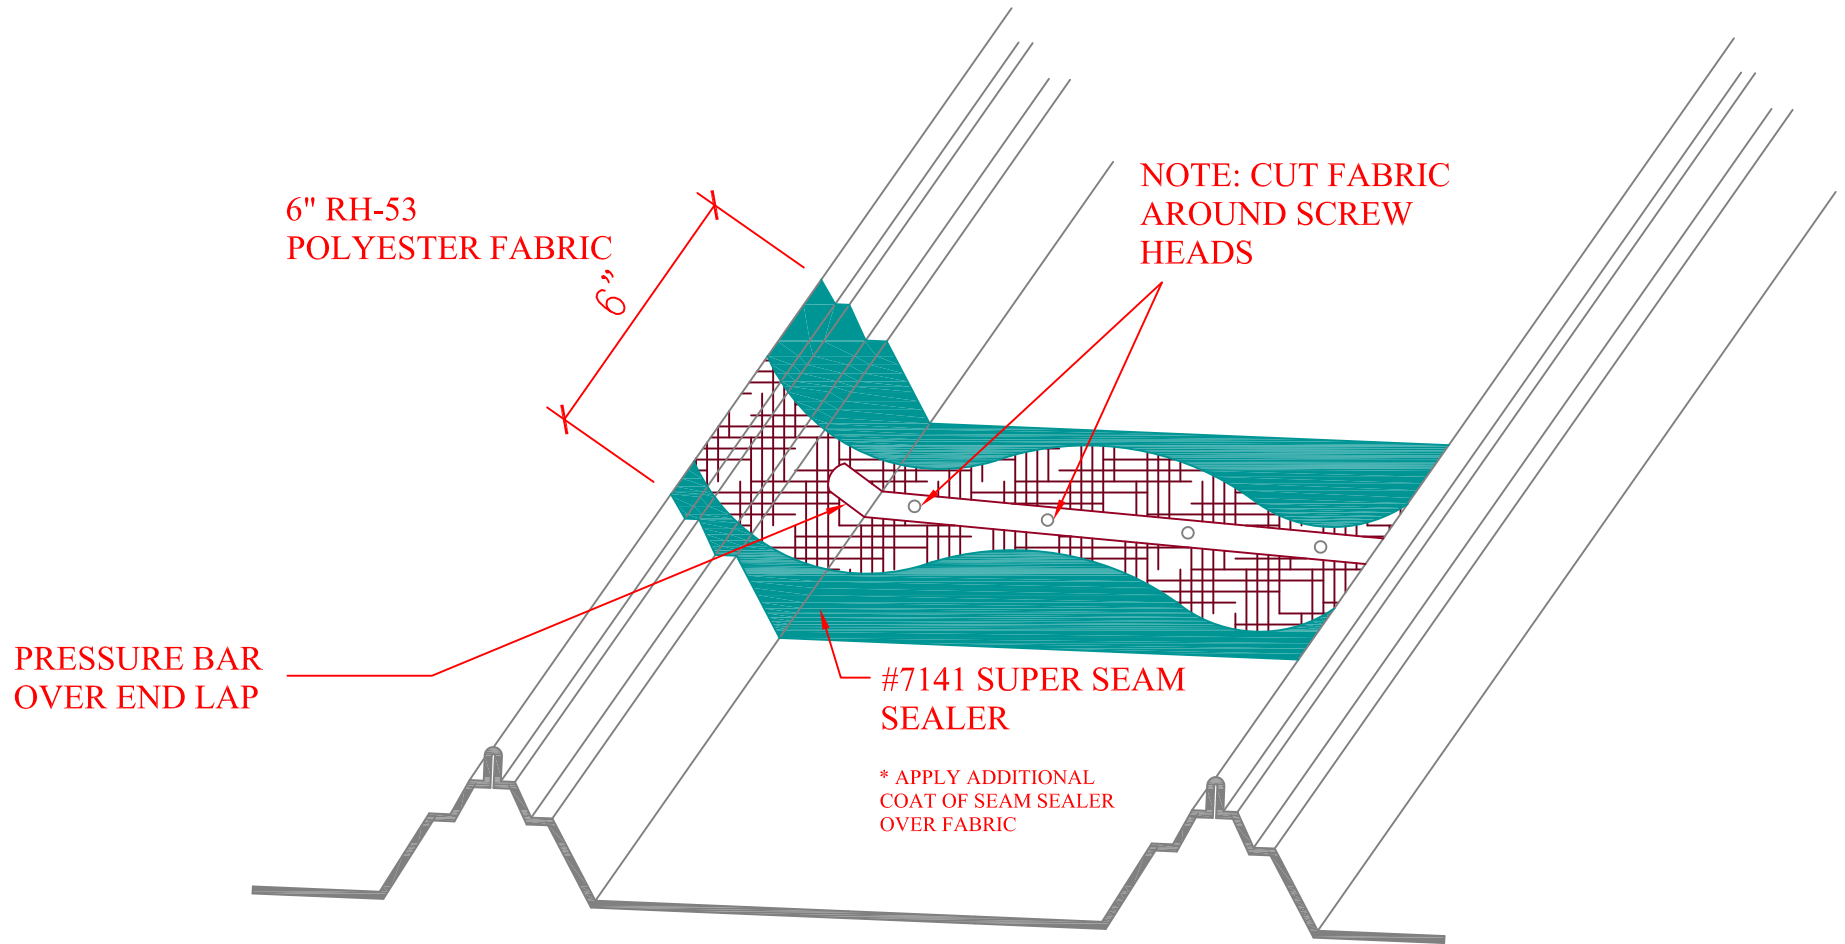 6" RH-53
POLYESTER FABRIC
6”
NOTE: CUT FABRIC
AROUND SCREW
HEADS
PRESSURE BAR
OVER END LAP
#7141 SUPER SEAM
SEALER
* APPLY ADDITIONAL
COAT OF SEAM SEALER
OVER FABRIC